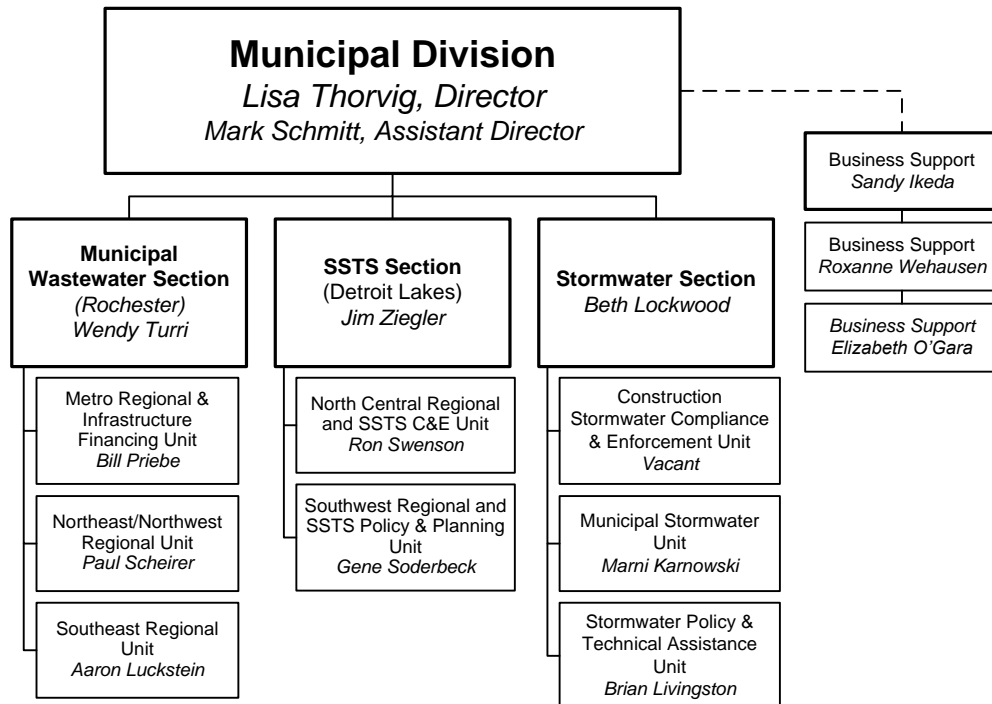 Municipal Division
Lisa Thorvig, Director
Mark Schmitt, Assistant Director
Business Support
Sandy Ikeda
Business Support
Roxanne Wehausen
Business Support
Elizabeth O'Gara
Municipal
Wastewater Section
(Rochester)
Wendy Turri
Metro Regional &
Infrastructure
Financing Unit
Bill Priebe
Northeast/Northwest
Regional Unit
Paul Scheirer
Southeast Regional
Unit
Aaron Luckstein
SSTS Section
(Detroit Lakes)
Jim Ziegler
North Central Regional
and SSTS C&E Unit
Ron Swenson
Southwest Regional and
SSTS Policy & Planning
Unit
Gene Soderbeck
Stormwater Section
Beth Lockwood
Construction
Stormwater Compliance
& Enforcement Unit
Vacant
Municipal Stormwater
Unit
Marni Karnowski
Stormwater Policy &
Technical Assistance
Unit
Brian Livingston